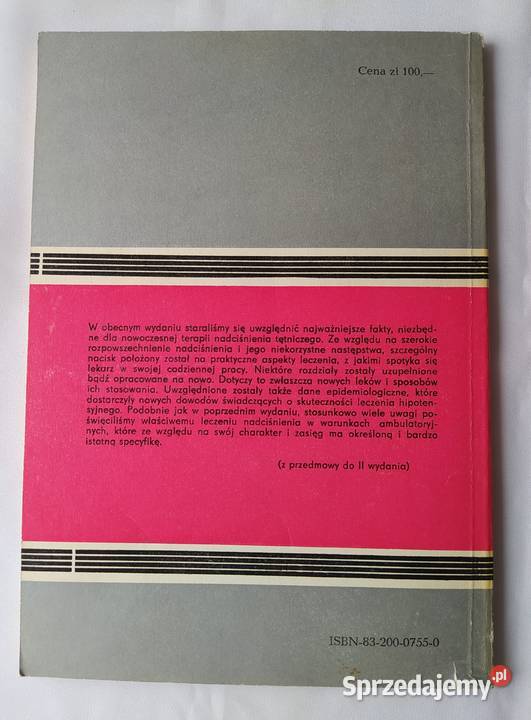 Cena zł 100,—
W obecnym wydaniu staraliśmy się uwzględnić najważniejsze fakty, niezbęd-
ne dla nowoczesnej terapii nadciśnienia tętniczego. Ze względu na szerokie
rozpowszechnienie nadciśnienia i jego niekorzystne następstwa, szczególny
nacisk położony został na praktyczne aspekty leczenia, z jakimi spotyka się
lekarz w swojej codziennej pracy. Niektóre rozdziały zostały uzupełnione
bądź opracowane na nowo. Dotyczy to zwłaszcza nowych leków i sposobów
ich stosowania. Uwzględnione zostały także dane epidemiologiczne, które
dostarczyły nowych dowodów świadczących o skuteczności leczenia hipoten-
syjnego. Podobnie jak w poprzednim wydaniu, stosunkowo wiele uwagi po-
święciliśmy właściwemu leczeniu nadciśnienia w warunkach ambulatoryj-
nych, które ze względu na swój charakter i zasięg ma określoną i bardzo
istotną specyfikę.
(z przedmowy do II wydania)
ISBN-83-200-0755-0
Sprzedajemy.pl